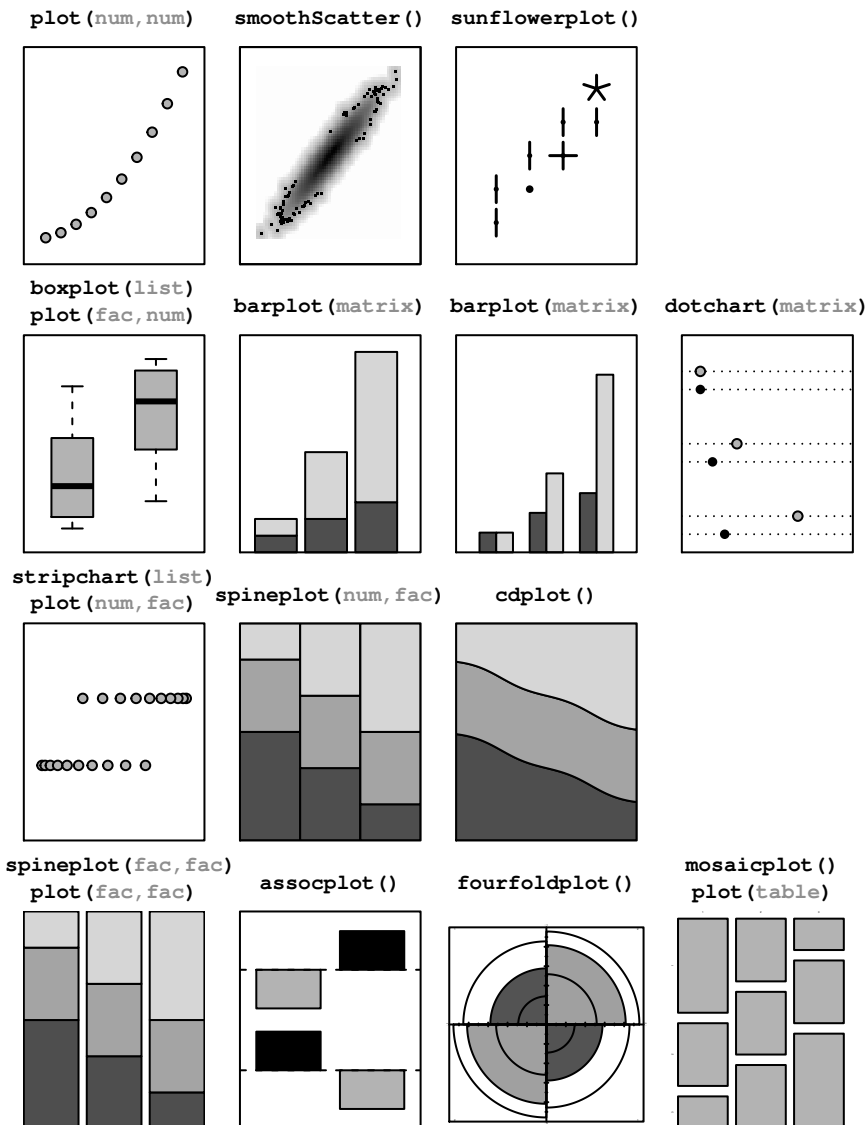 plot(num,num)
smoothScatter()
sunflowerplot()
boxplot(list)
plot(fac,num)
barplot(matrix)
barplot(matrix)
dotchart(matrix)
stripchart(list)
plot(num,fac)
spineplot(num,fac)
cdplot()
spineplot(fac,fac)
plot(fac,fac)
assocplot()
fourfoldplot()
mosaicplot()
plot(table)